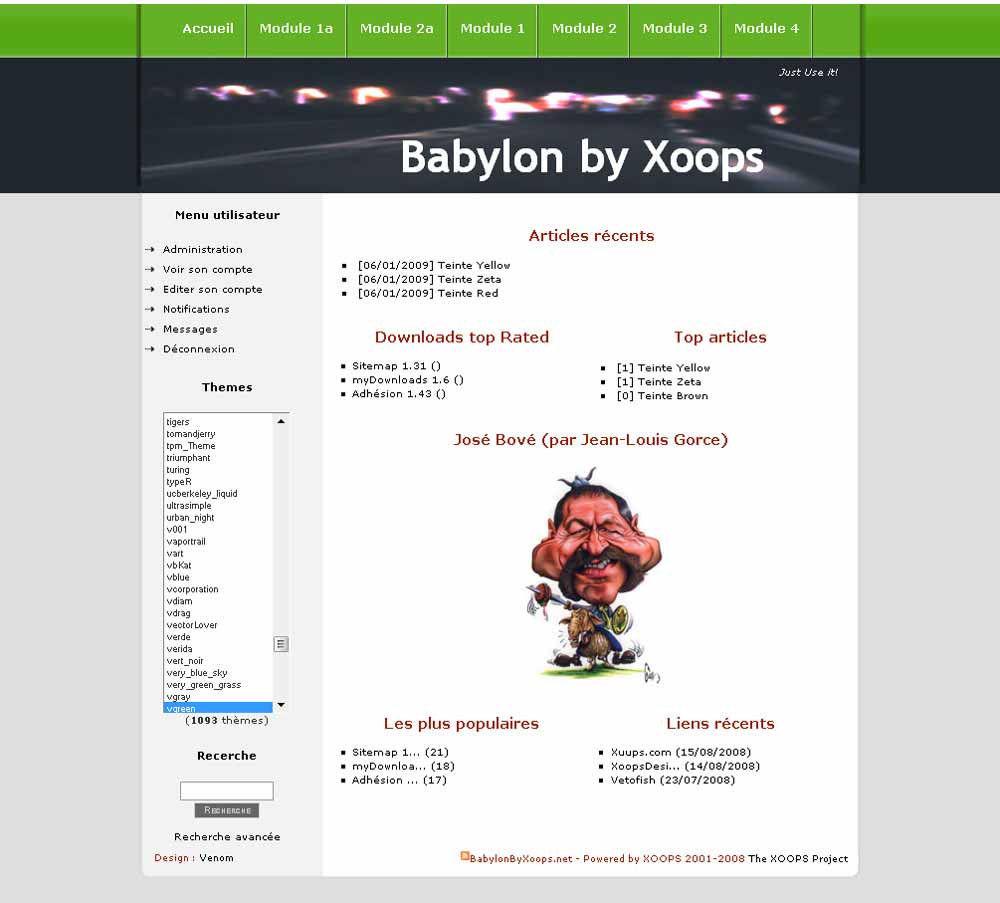 Accueil Module 1a Module 2a Module 1 Module 2 Module 3 Module 4
Just Use it!
Babylon by Xoops
Menu utilisateur
Administration
Voir son compte
Editer son compte
Notifications
Messages
Déconnexion
Themes
tigers
tomandjerry
tpm_Theme
triumphant
turing
typeR
ucberkeley_liquid
ultrasimple
urban_night
v001
vaportrail
vart
vbKat
vblue
vcorporation
vdiam
vdrag
vectorLover
verde
verida
vert_noir
very_blue_sky
very_green_grass
vgray
vgreen
(1093 thèmes)
Recerche
Recherche
Recherche avancée
Design : Venom
Articles récents
[06/01/2009] Teinte Yellow
[06/01/2009] Teinte Zeta
[06/01/2009] Teinte Red
Downloads top Rated
Sitemap 1.31 ()
myDownloads 1.6 ()
Adhésion 1.43 ()
Top articles
[1] Teinte Yellow
[1] Teinte Zeta
[0] Teinte Brown
José Bové (par Jean-Louis Gorce)
Les plus populaires
Sitemap 1... (21)
myDownloa... (18)
Adhésion ... (17)
Liens récents
Xuups.com (15/08/2008)
XoopsDesi... (14/08/2008)
Vetofish (23/07/2008)
BabylonByXoops.net - Powered by XOOPS 2001-2008 The XOOPS Project